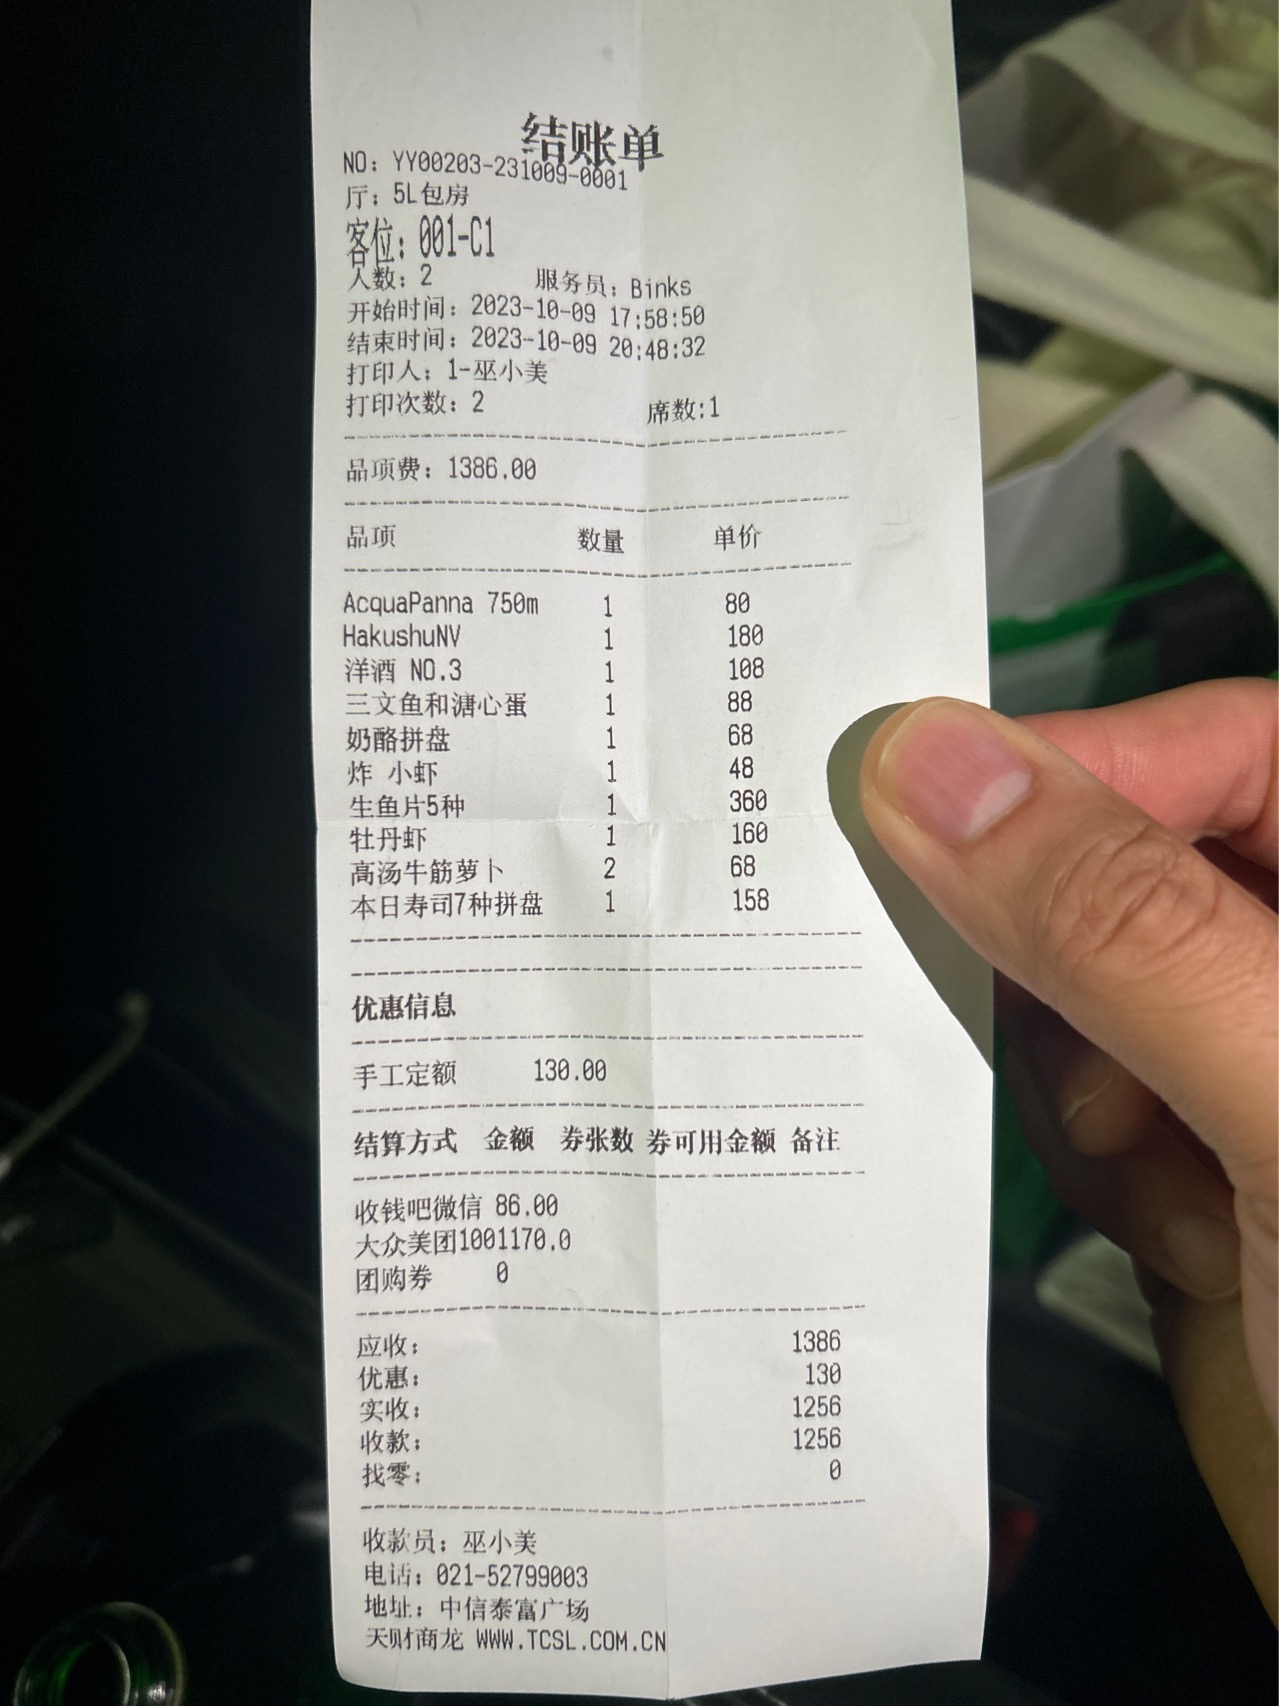 结账单
NO: YY00203-231009-0001
厅: 5L包房
客位: 001-C1
人数: 2 服务员: Binks
开始时间: 2023-10-09 17:58:50
结束时间: 2023-10-09 20:48:32
打印人: 1-巫小美
打印次数: 2 席数:1
品项费: 1386.00
品项 数量 单价
AcquaPanna 750m 1 80
HakushuNV 1 180
洋酒 NO.3 1 108
三文鱼和溏心蛋 1 88
奶酪拼盘 1 68
炸 小虾 1 48
生鱼片5种 1 360
牡丹虾 1 160
高汤牛筋萝卜 2 68
本日寿司7种拼盘 1 158
优惠信息
手工定额 130.00
结算方式 金额 券张数 券可用金额 备注
收钱吧微信 86.00
大众美团1001170.0
团购券 0
应收: 1386
优惠: 130
实收: 1256
收款: 1256
找零: 0
收款员: 巫小美
电话: 021-52799003
地址: 中信泰富广场
天财商龙 WWW.TCSL.COM.CN